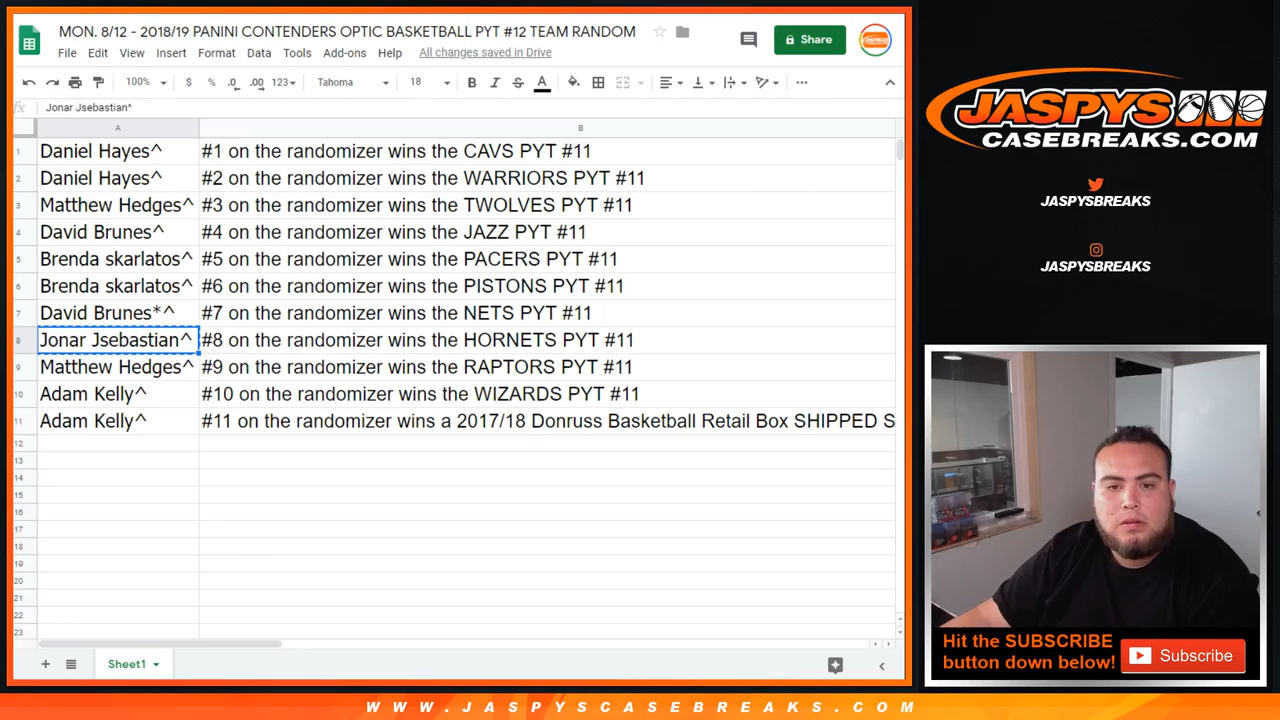 MON. 8/12 - 2018/19 PANINI CONTENDERS OPTIC BASKETBALL PYT #12 TEAM RANDOM
Share
File Edit View Insert Format Data Tools Add-ons Help All changes saved in Drive
100% $ % .0 .00 123 Tahoma 18 B I S A
fx Jonar Jsebastian^
A B
1 Daniel Hayes^ #1 on the randomizer wins the CAVS PYT #11
2 Daniel Hayes^ #2 on the randomizer wins the WARRIORS PYT #11
3 Matthew Hedges^ #3 on the randomizer wins the TWOLVES PYT #11
4 David Brunes^ #4 on the randomizer wins the JAZZ PYT #11
5 Brenda skarlatos^ #5 on the randomizer wins the PACERS PYT #11
6 Brenda skarlatos^ #6 on the randomizer wins the PISTONS PYT #11
7 David Brunes*^ #7 on the randomizer wins the NETS PYT #11
8 Jonar Jsebastian^ #8 on the randomizer wins the HORNETS PYT #11
9 Matthew Hedges^ #9 on the randomizer wins the RAPTORS PYT #11
10 Adam Kelly^ #10 on the randomizer wins the WIZARDS PYT #11
11 Adam Kelly^ #11 on the randomizer wins a 2017/18 Donruss Basketball Retail Box SHIPPED S
12
13
14
15
16
17
18
19
20
21
22
23
Sheet1
JASPYS
CASEBREAKS.COM
JASPYSBREAKS
JASPYSBREAKS
Hit the SUBSCRIBE
button down below!
Subscribe
WWW.JASPYSCASEBREAKS.COM